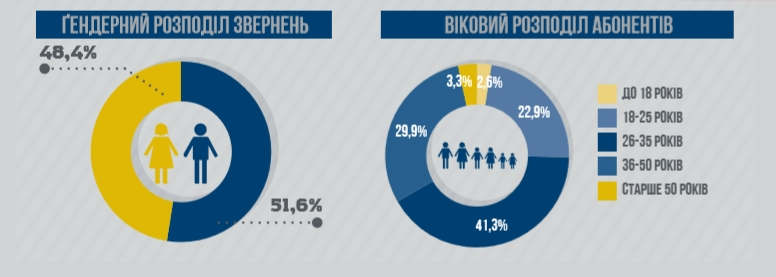 ҐЕНДЕРНИЙ РОЗПОДІЛ ЗВЕРНЕНЬ
48,4%
51,6%
ВІКОВИЙ РОЗПОДІЛ АБОНЕНТІВ
3,3%
2,6%
22,9%
29,9%
41,3%
ДО 18 РОКІВ
18-25 РОКІВ
26-35 РОКІВ
36-50 РОКІВ
СТАРШЕ 50 РОКІВ